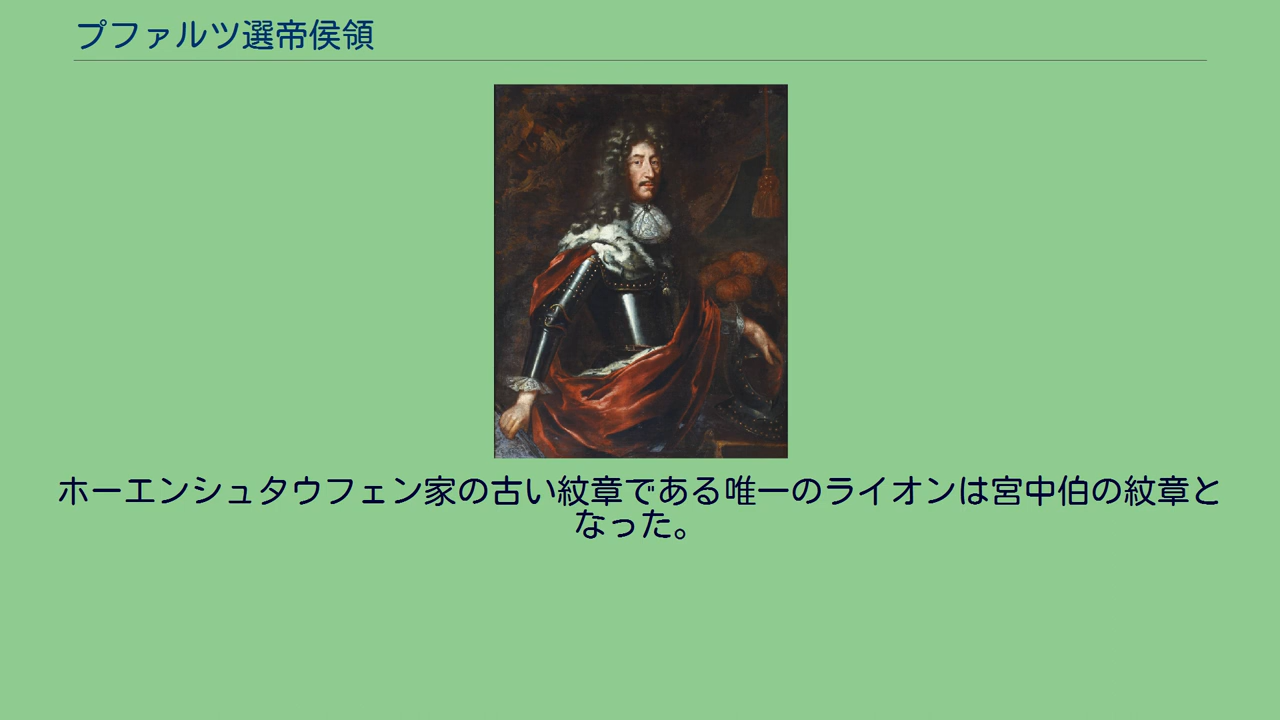 プファルツ選帝侯領
ホーエンシュタウフェン家の古い紋章である唯一のライオンは宮中伯の紋章と
なった。